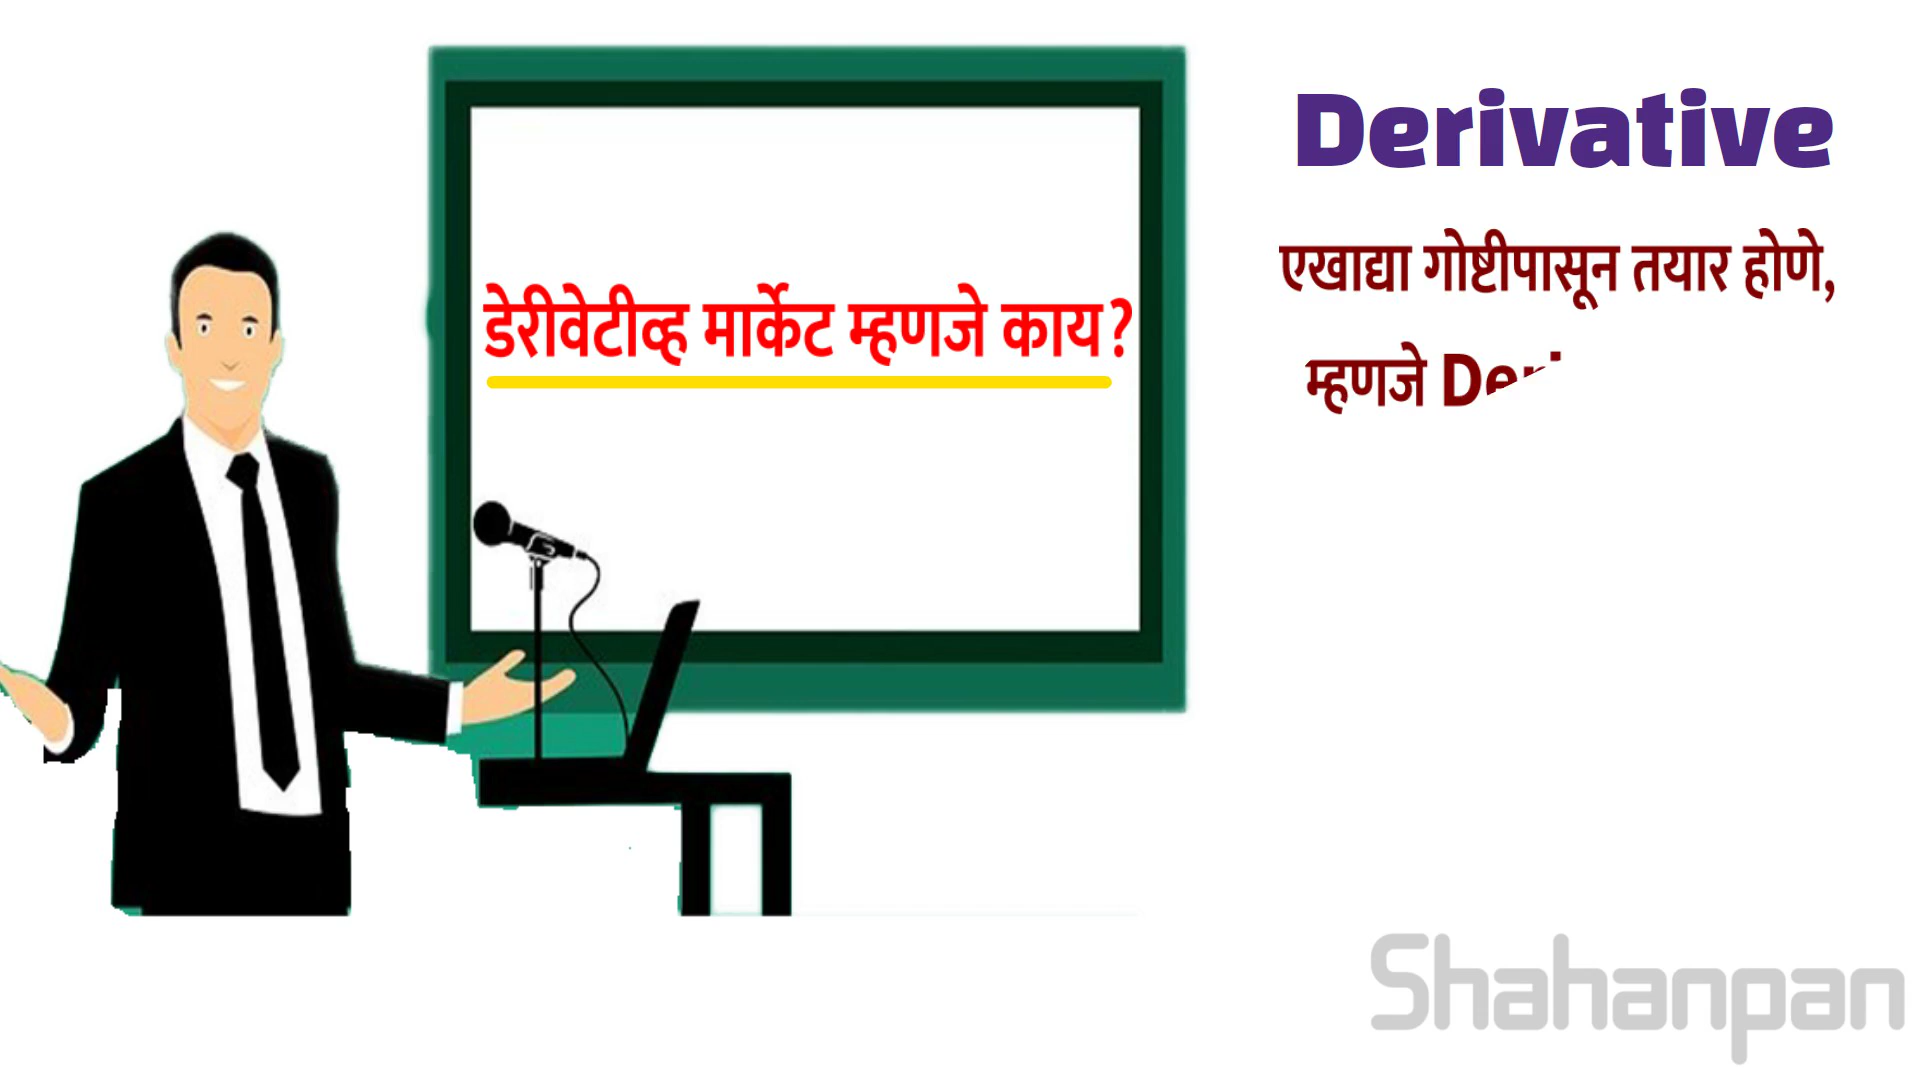 डेरीवेटीव्ह मार्केट म्हणजे काय?
Derivative
एखाद्या गोष्टीपासून तयार होणे,
म्हणजे
Shahanpan